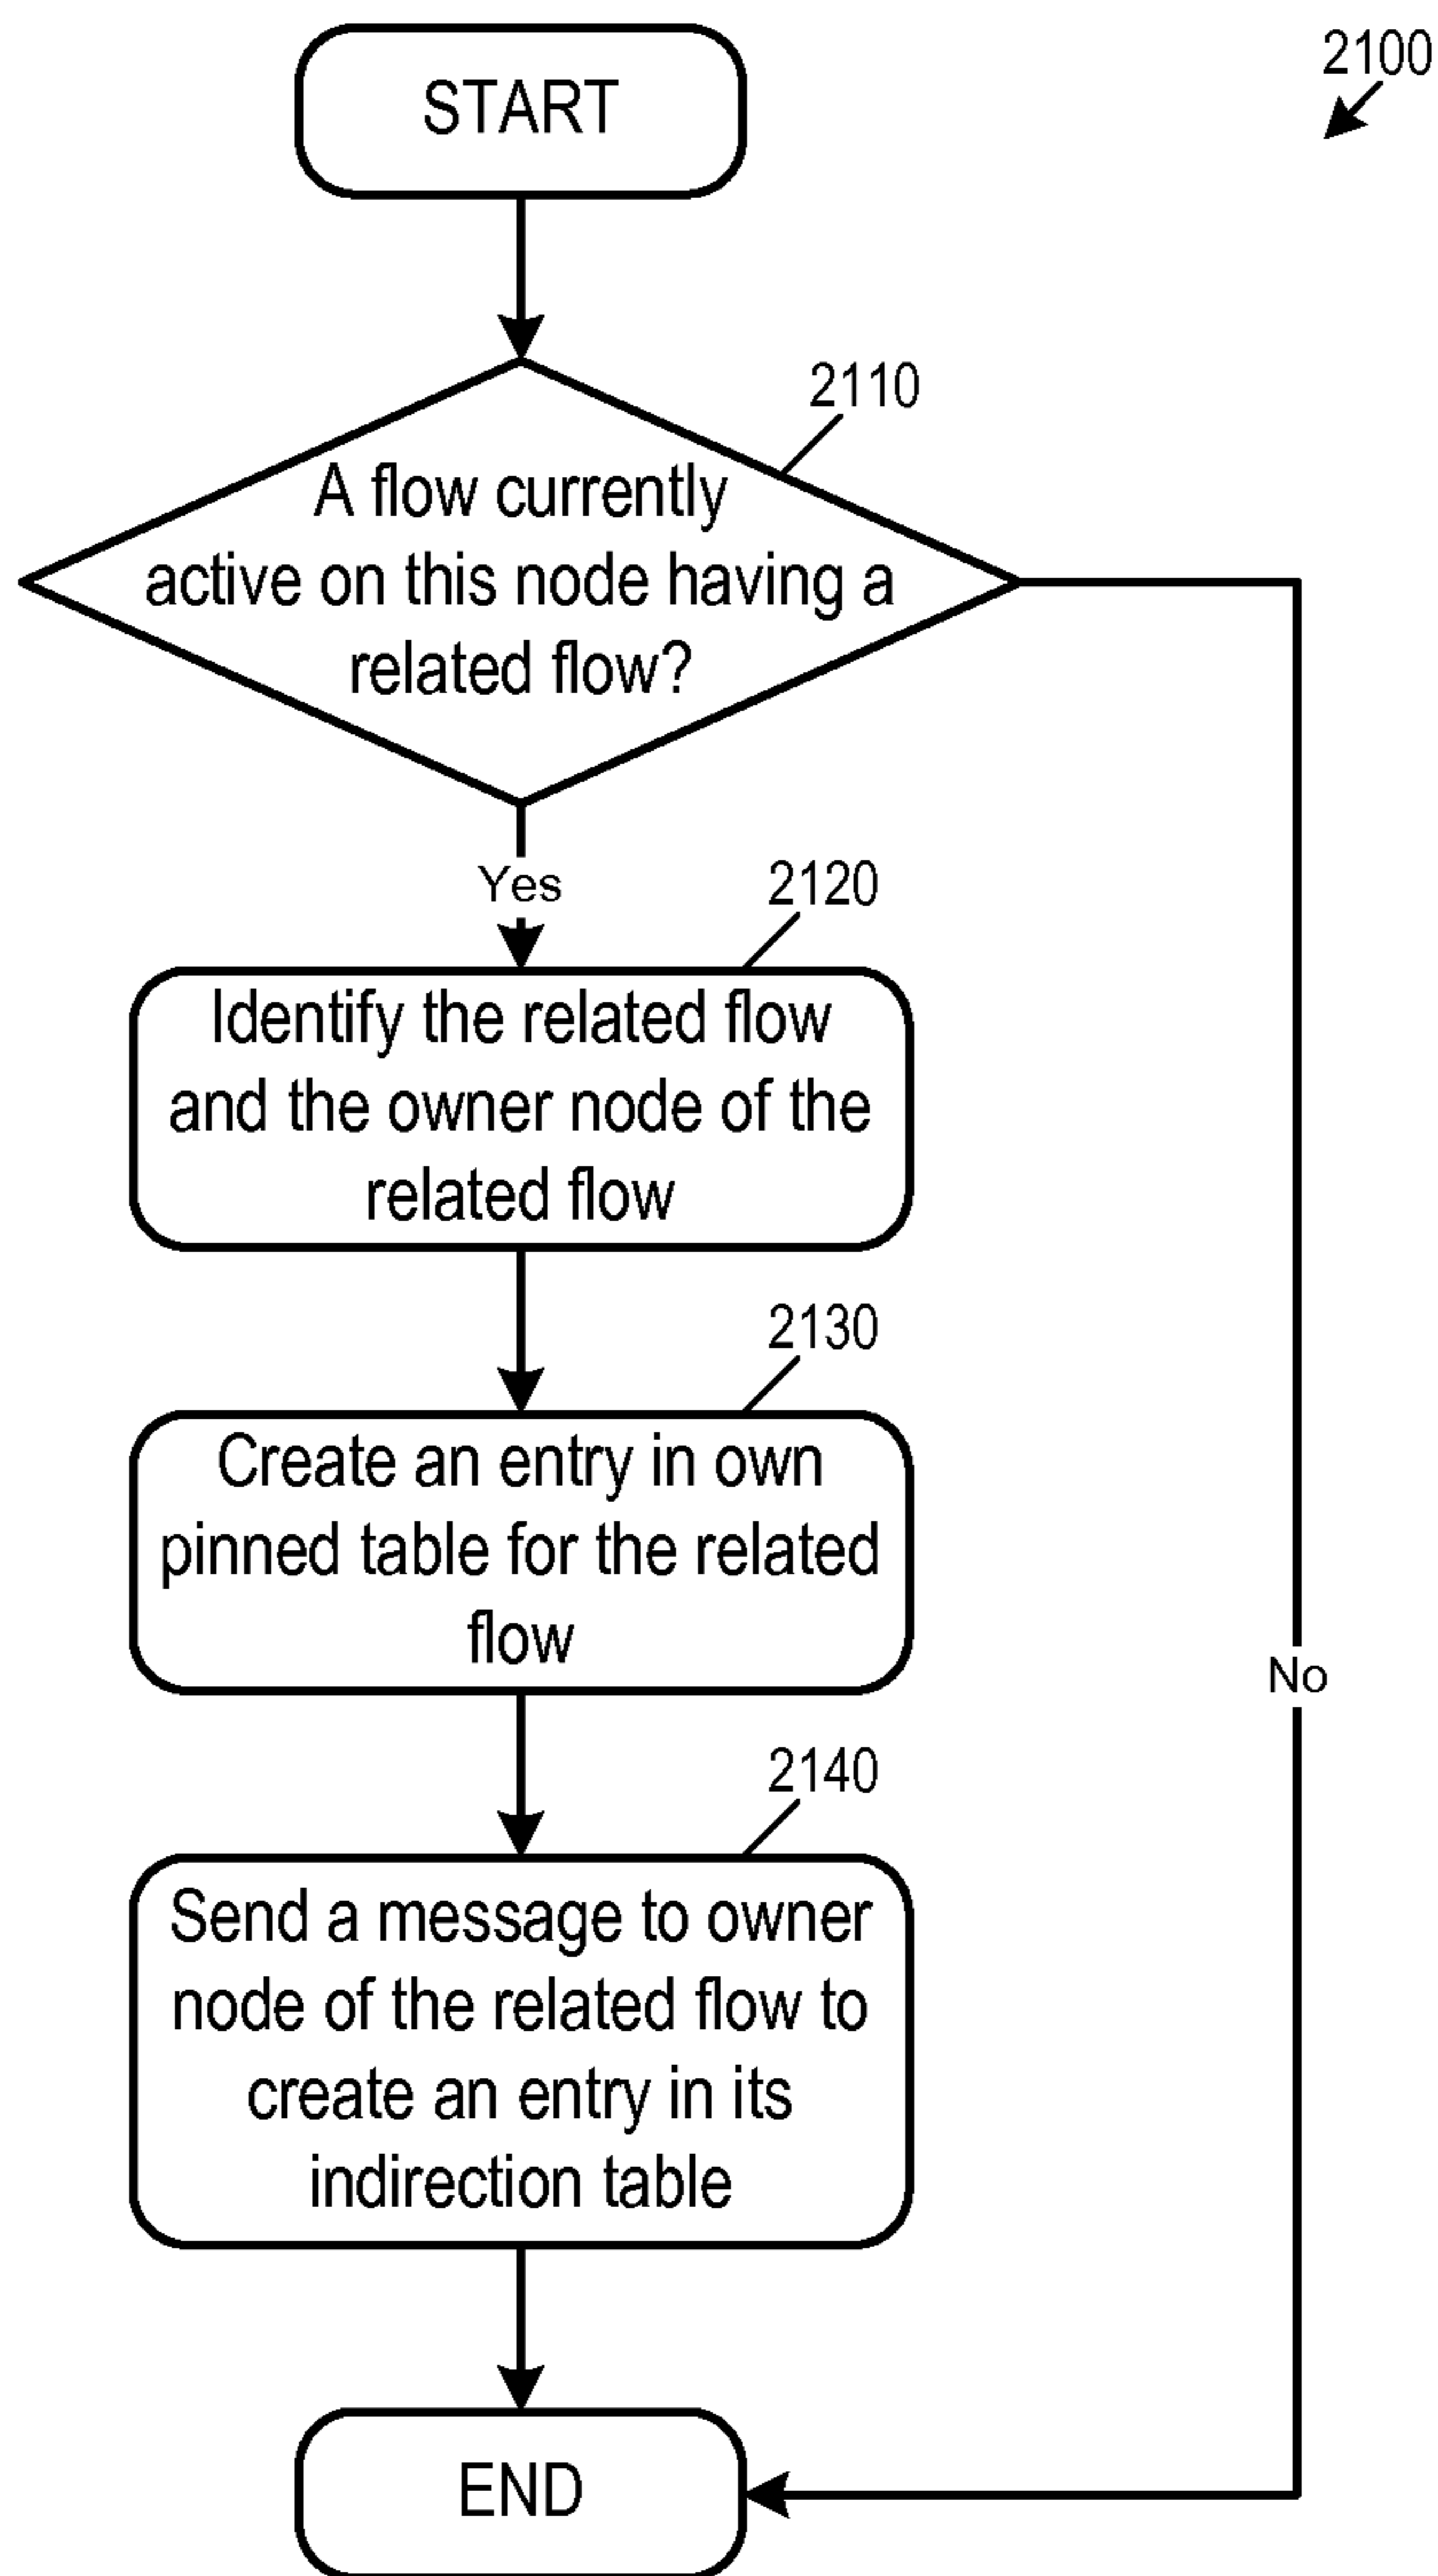 START
2100
2110
A flow currently
active on this node having a
related flow?
Yes
2120
Identify the related flow
and the owner node of the
related flow
2130
Create an entry in own
pinned table for the related
flow
No
2140
Send a message to owner
node of the related flow to
create an entry in its
indirection table
END